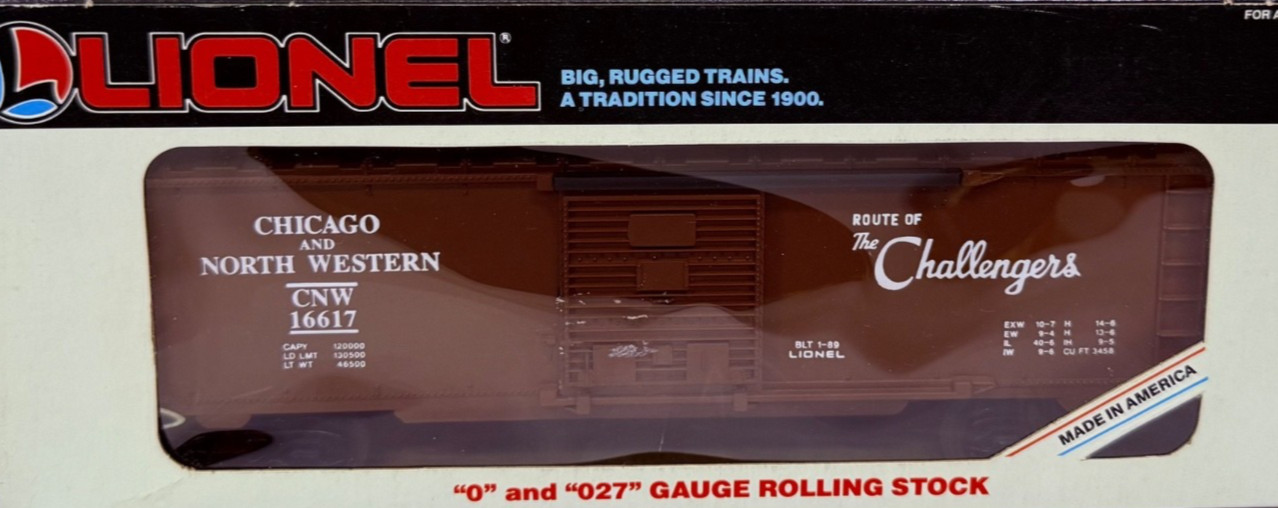 FOR A
LIONEL®
BIG, RUGGED TRAINS.
A TRADITION SINCE 1900.
CHICAGO
AND
NORTH WESTERN
CNW
16617
CAPY 120000
LD LMT 130500
LT WT 46500
ROUTE OF
The Challengers
BLT 1-89
LIONEL
EXW 10-7 H 14-6
EW 9-4 H 13-6
IL 40-6 IH 9-5
IW 9-6 CU FT 3458
MADE IN AMERICA
"O" and "027" GAUGE ROLLING STOCK